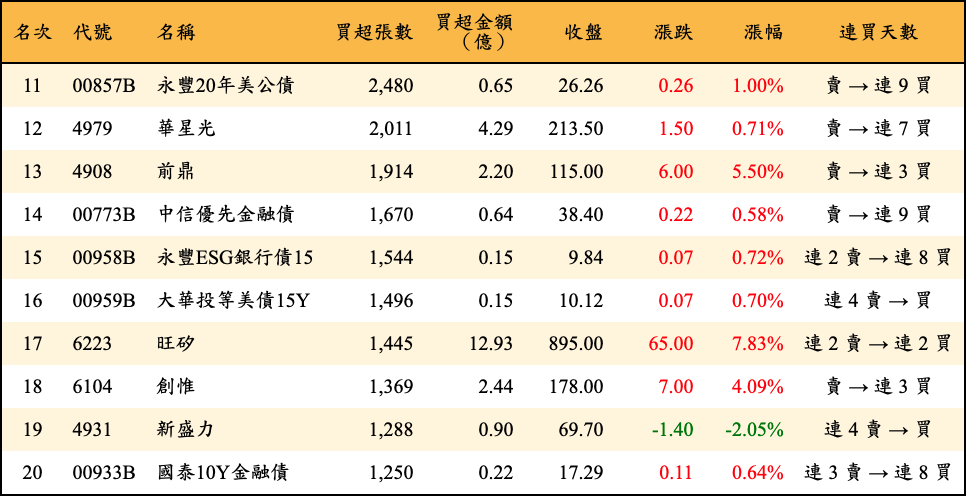 名次 代號 名稱 買超張數 買超金額（億） 收盤 漲跌 漲幅 連買天數
11 00857B 永豐20年美公債 2,480 0.65 26.26 0.26 1.00% 賣 → 連 9 買
12 4979 華星光 2,011 4.29 213.50 1.50 0.71% 賣 → 連 7 買
13 4908 前鼎 1,914 2.20 115.00 6.00 5.50% 賣 → 連 3 買
14 00773B 中信優先金融債 1,670 0.64 38.40 0.22 0.58% 賣 → 連 9 買
15 00958B 永豐ESG銀行債15 1,544 0.15 9.84 0.07 0.72% 連 2 賣 → 連 8 買
16 00959B 大華投等美債15Y 1,496 0.15 10.12 0.07 0.70% 連 4 賣 → 買
17 6223 旺矽 1,445 12.93 895.00 65.00 7.83% 連 2 賣 → 連 2 買
18 6104 創惟 1,369 2.44 178.00 7.00 4.09% 賣 → 連 3 買
19 4931 新盛力 1,288 0.90 69.70 -1.40 -2.05% 連 4 賣 → 買
20 00933B 國泰10Y金融債 1,250 0.22 17.29 0.11 0.64% 連 3 賣 → 連 8 買